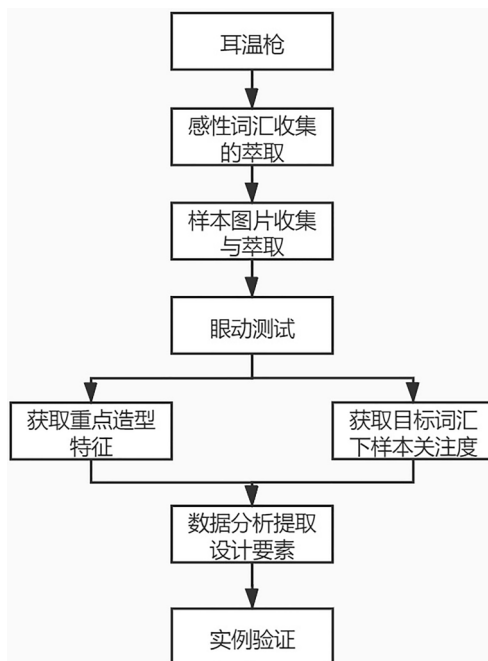 耳温枪
感性词汇收集
的萃取
样本图片收集
与萃取
眼动测试
获取重点造型
特征
获取目标词汇
下样本关注度
数据分析提取
设计要素
实例验证